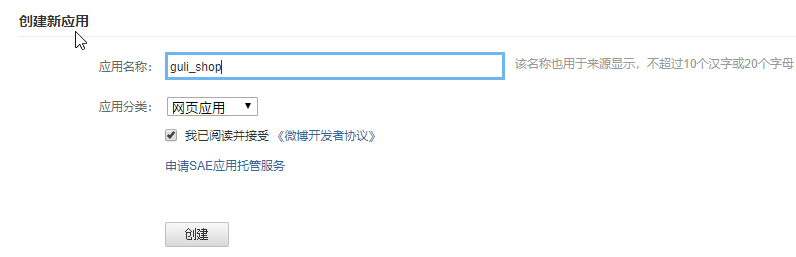 创建新应用
应用名称： guli_shop 该名称也用于来源显示，不超过10个汉字或20个字母
应用分类： 网页应用
我已阅读并接受 《微博开发者协议》
申请SAE应用托管服务
创建